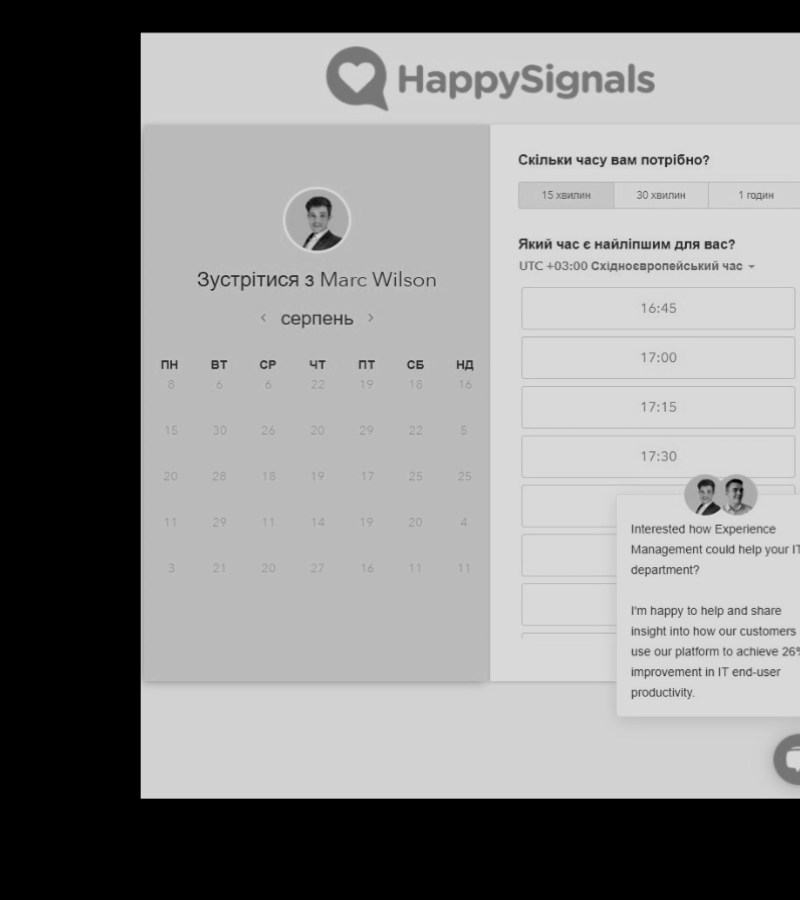 HappySignals
Зустрітися з Marc Wilson
серпень
ПН ВТ СР ЧТ ПТ СБ НД
8 6 6 22 19 18 16
15 30 26 20 29 22 5
20 28 18 19 17 25 25
11 29 11 14 19 20 4
3 21 20 27 16 11 11
Скільки часу вам потрібно?
15 хвилин 30 хвилин 1 годин
Який час є найліпшим для вас?
UTC +03:00 Східноєвропейський час
16:45
17:00
17:15
17:30
Interested how Experience
Management could help your IT
department?
I'm happy to help and share
insight into how our customers
use our platform to achieve 26%
improvement in IT end-user
productivity.